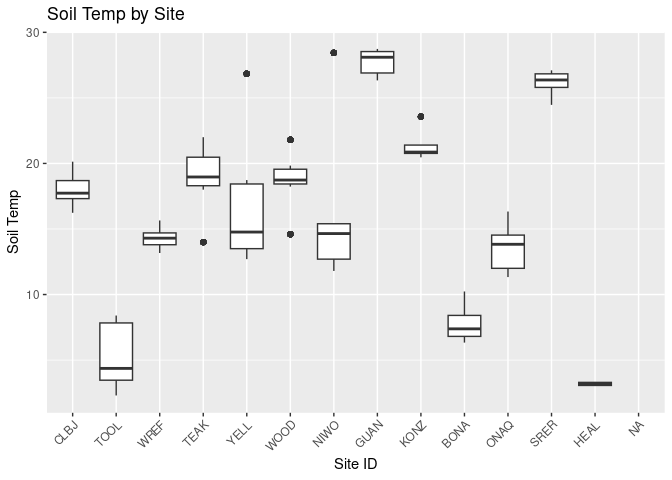 Soil Temp by Site
30
20
10
Soil Temp
CLBJ
TOOL
WREF
TEAK
YELL
WOOD
NIWO
GUAN
KONZ
BONA
ONAQ
SRER
HEAL
NA
Site ID